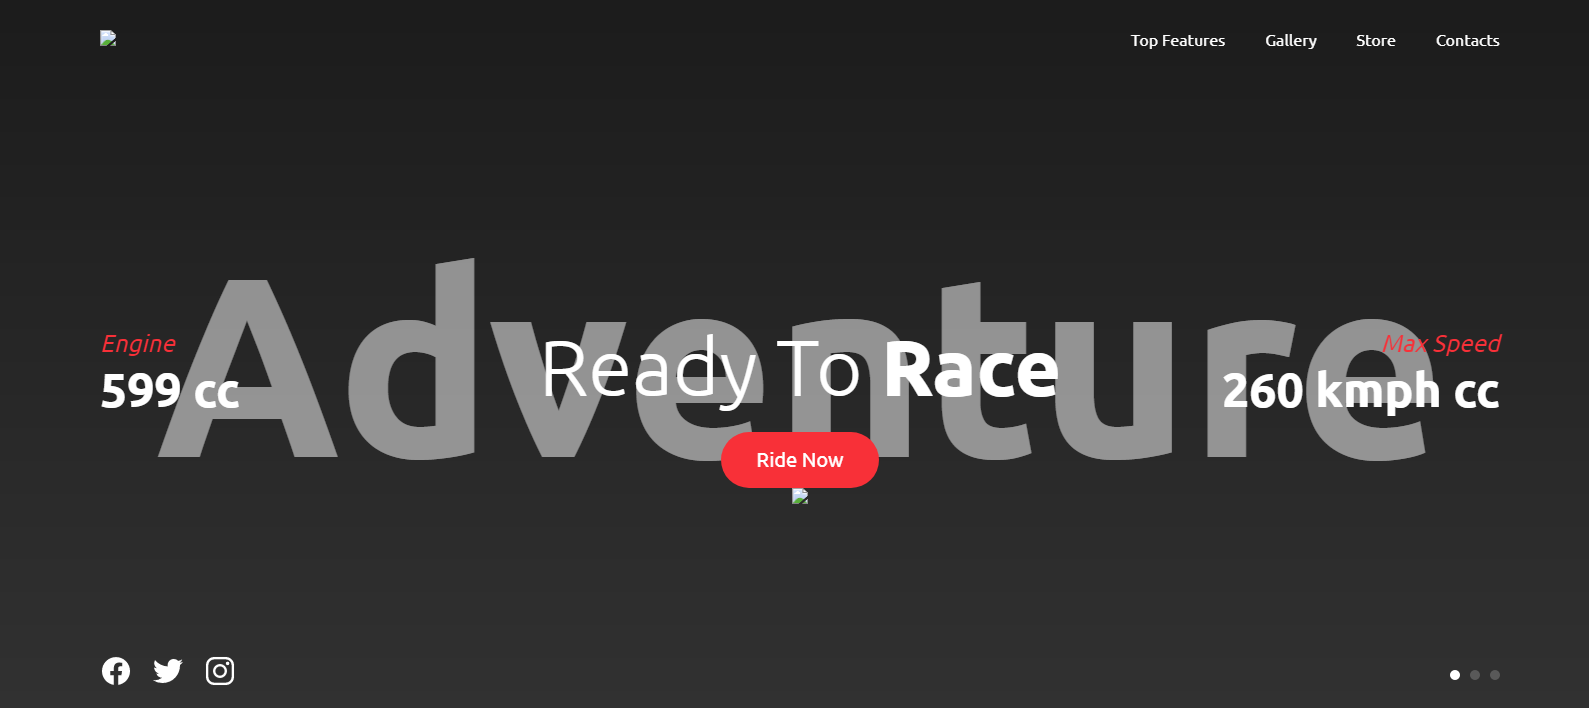 Top Features Gallery Store Contacts
Adventure
Engine
599 cc
Ready To Race
Ride Now
Max Speed
260 kmph cc